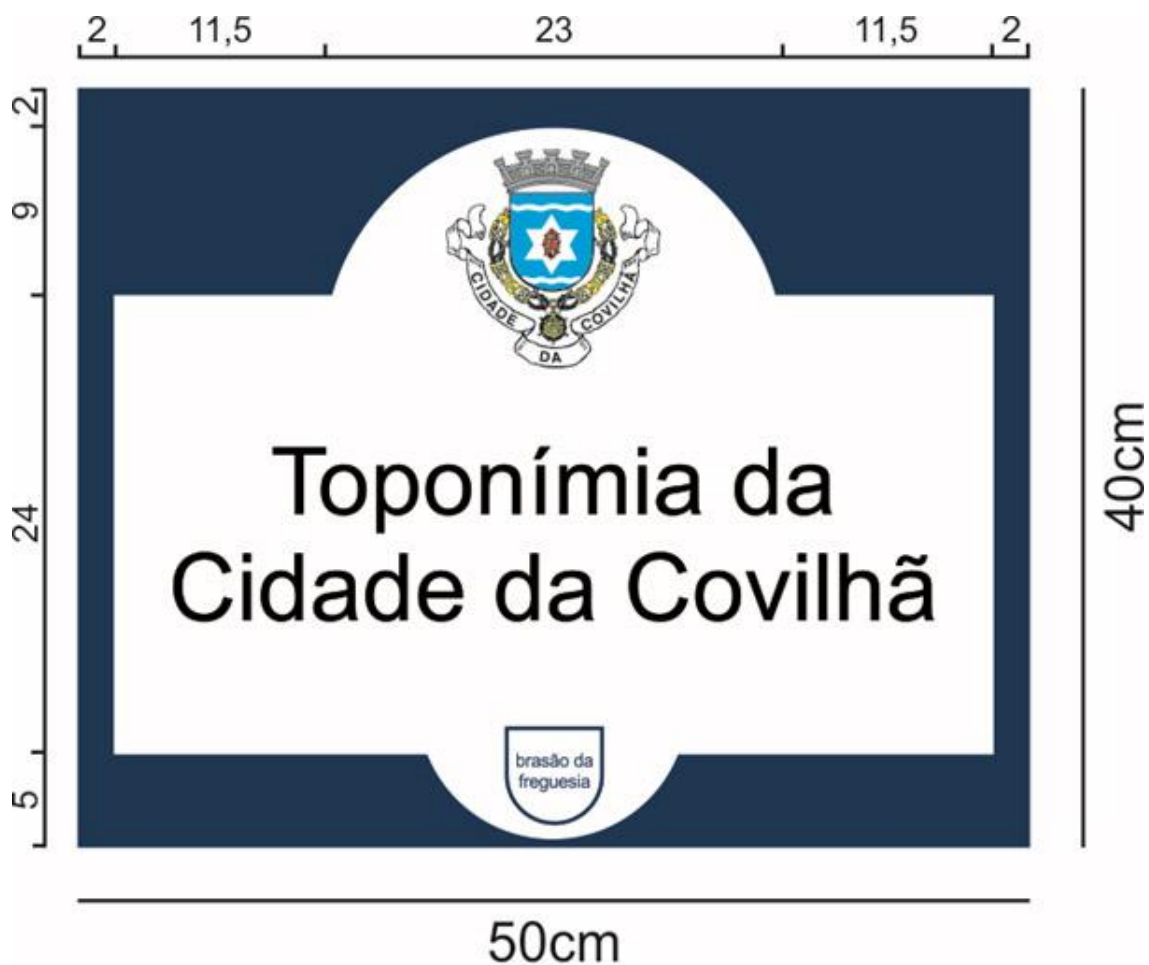 2 11,5 23 11,5 2
2
9
24
5
CIDADE DA COVILHÃ
Toponímia da
Cidade da Covilhã
brasão da
freguesia
40cm
50cm